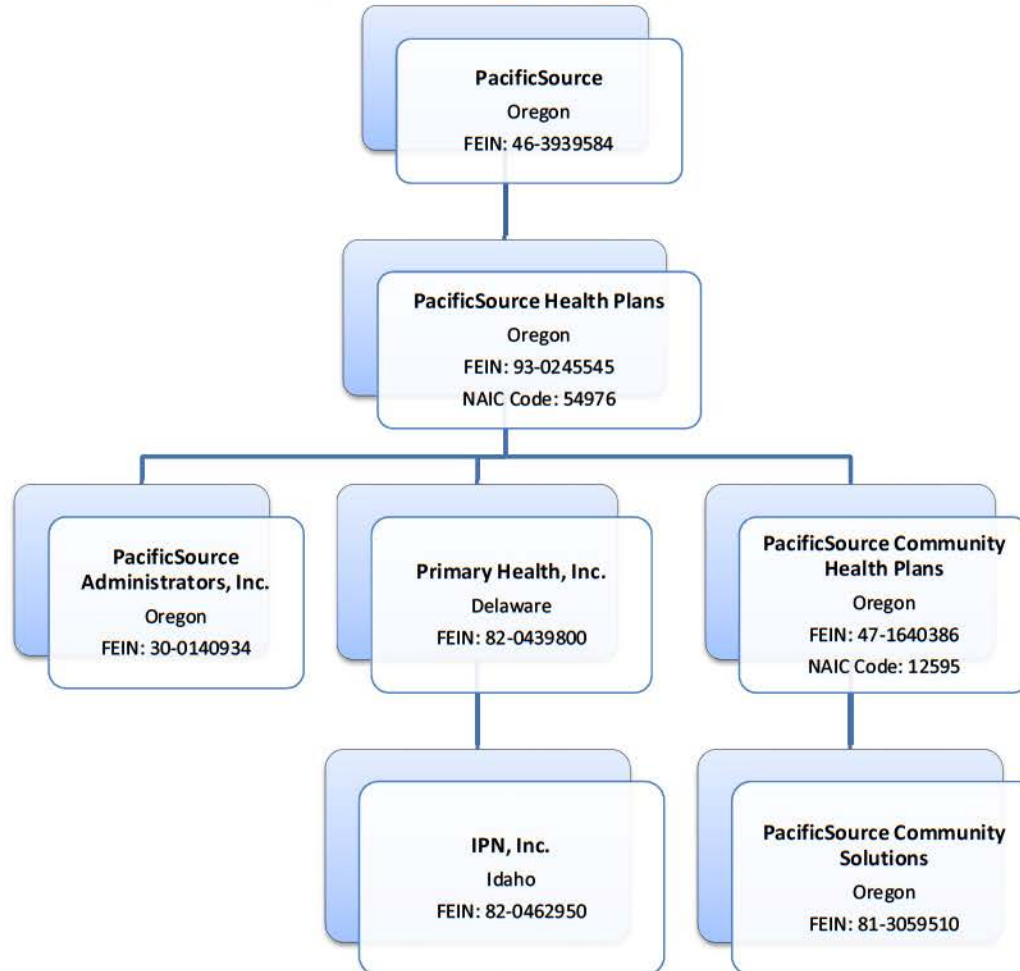 PacificSource
Oregon
FEIN: 46-3939584
PacificSource Health Plans
Oregon
FEIN: 93-0245545
NAIC Code: 54976
PacificSource
Administrators, Inc.
Oregon
FEIN: 30-0140934
Primary Health, Inc.
Delaware
FEIN: 82-0439800
PacificSource Community
Health Plans
Oregon
FEIN: 47-1640386
NAIC Code: 12595
IPN, Inc.
Idaho
FEIN: 82-0462950
PacificSource Community
Solutions
Oregon
FEIN: 81-3059510